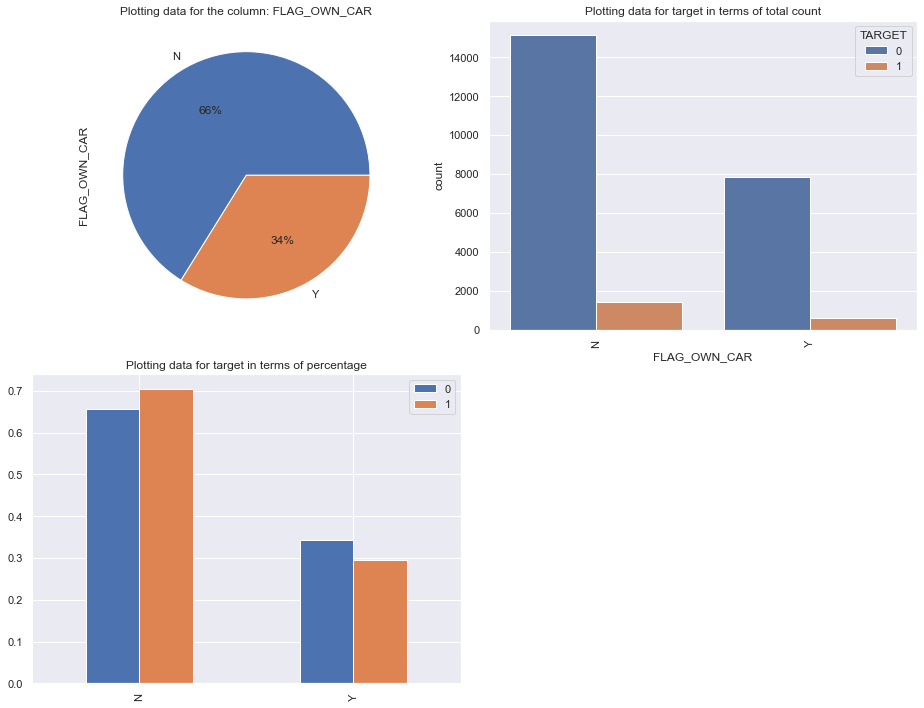 Plotting data for the column: FLAG_OWN_CAR
FLAG_OWN_CAR
N
66%
34%
Y
Plotting data for target in terms of total count
count
14000
12000
10000
8000
6000
4000
2000
0
TARGET
0
1
N
Y
FLAG_OWN_CAR
Plotting data for target in terms of percentage
0.7
0.6
0.5
0.4
0.3
0.2
0.1
0.0
0
1
N
Y